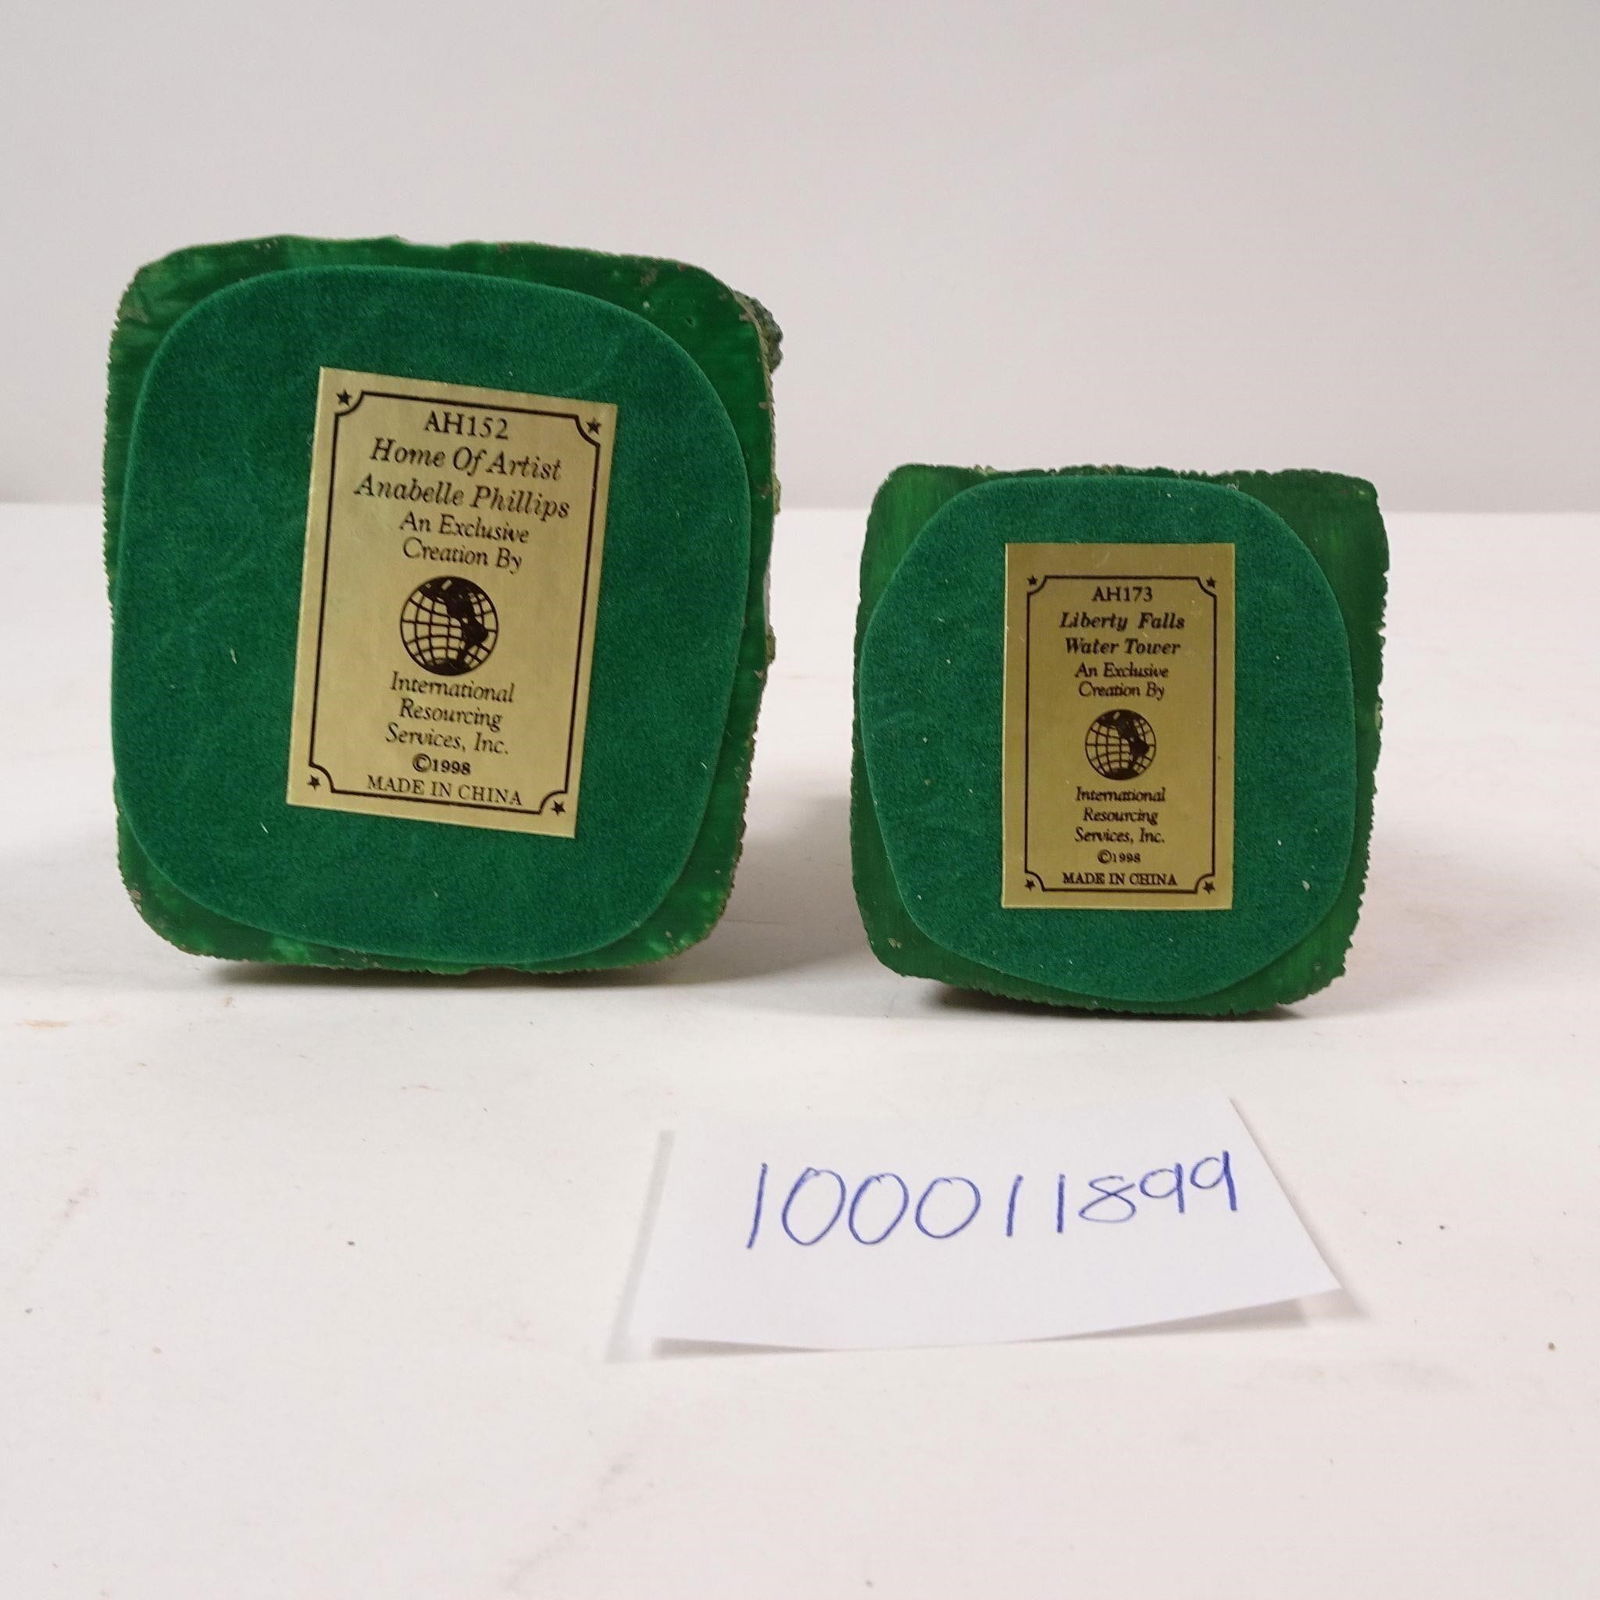 AH152
Home Of Artist
Anabelle Phillips
An Exclusive
Creation By
International
Resourcing
Services, Inc.
©1998
MADE IN CHINA
AH173
Liberty Falls
Water Tower
An Exclusive
Creation By
International
Resourcing
Services, Inc.
©1998
MADE IN CHINA
100011899